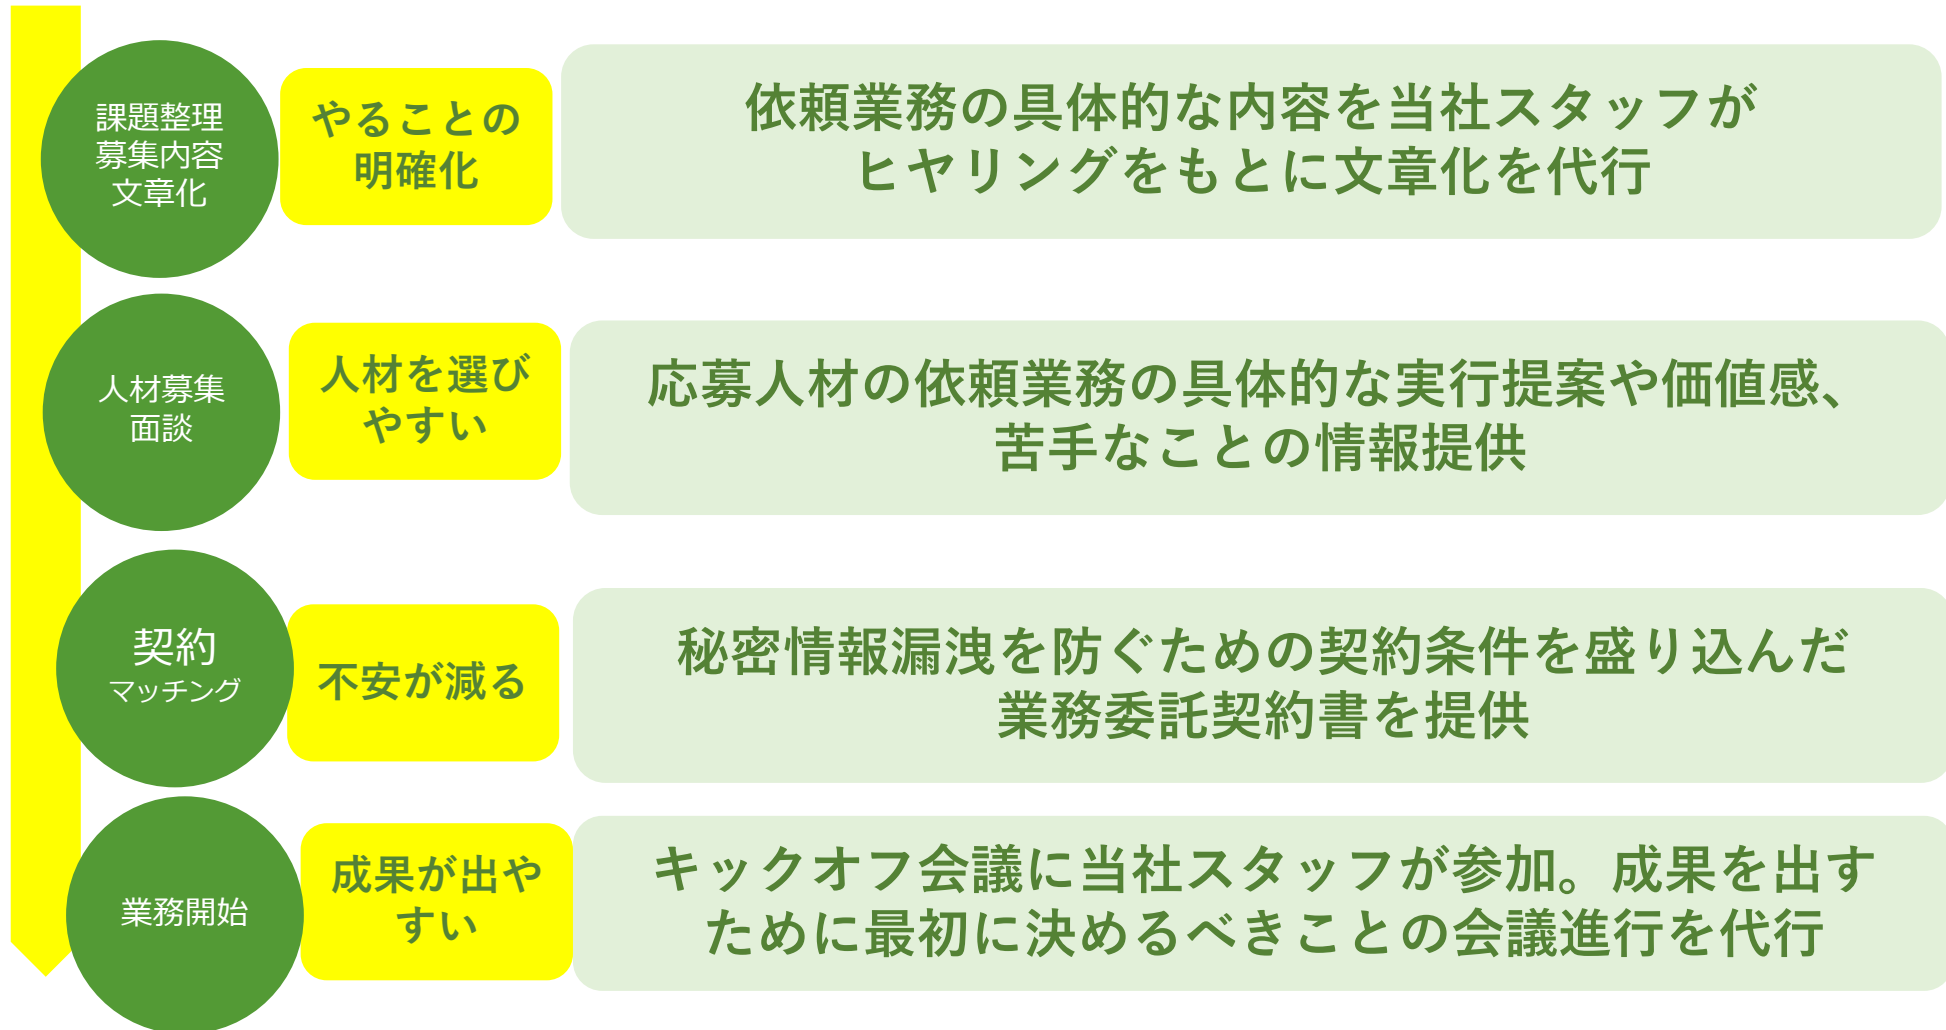 課題整理
募集内容
文章化
やることの
明確化
依頼業務の具体的な内容を当社スタッフが
ヒヤリングをもとに文章化を代行
人材募集
面談
人材を選び
やすい
応募人材の依頼業務の具体的な実行提案や価値感、
苦手なことの情報提供
契約
マッチング
不安が減る
秘密情報漏洩を防ぐための契約条件を盛り込んだ
業務委託契約書を提供
業務開始
成果が出や
すい
キックオフ会議に当社スタッフが参加。成果を出す
ために最初に決めるべきことの会議進行を代行